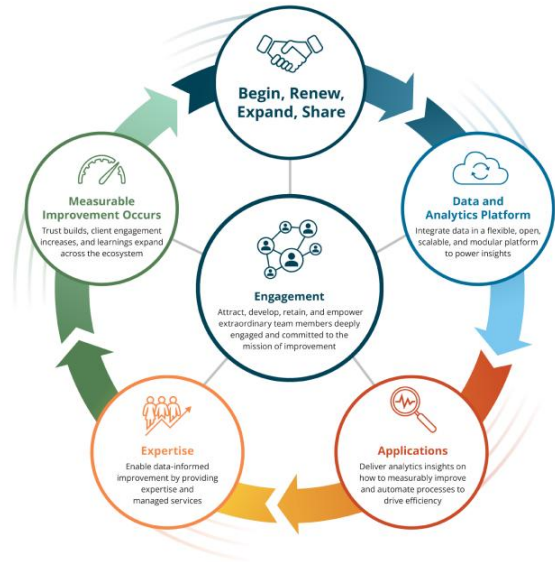 Begin, Renew,
Expand, Share
Data and
Analytics Platform
Integrate data in a flexible, open,
scalable, and modular platform
to power insights
Applications
Deliver analytics insights on
how to measurably improve
and automate processes to
drive efficiency
Expertise
Enable data-informed
improvement by providing
expertise and
managed services
Measurable
Improvement Occurs
Trust builds, client engagement
increases, and learnings expand
across the ecosystem
Engagement
Attract, develop, retain, and empower
extraordinary team members deeply
engaged and committed to the
mission of improvement